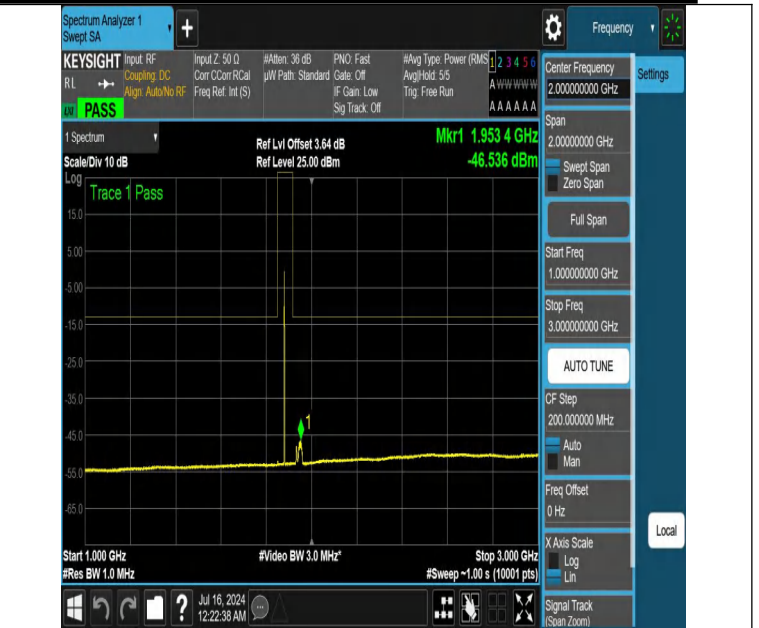 Spectrum Analyzer 1
Swept SA
+
Frequency
KEYSIGHT
RL
PASS
Input: RF
Coupling: DC
Align: Auto/No RF
Input Z: 50 Ω
Corr CCorr RCal
Freq Ref: Int (S)
#Atten: 36 dB
µW Path: Standard
PNO: Fast
Gate: Off
IF Gain: Low
Sig Track: Off
#Avg Type: Power (RMS
Avg|Hold: 5/5
Trig: Free Run
1 2 3 4 5 6
A W W W W W
A A A A A A
1 Spectrum
Scale/Div 10 dB
Ref Lvl Offset 3.64 dB
Ref Level 25.00 dBm
Mkr1 1.953 4 GHz
-46.536 dBm
Log
Trace 1 Pass
15.0
5.00
-5.00
-15.0
-25.0
-35.0
-45.0
-55.0
-65.0
1
Start 1.000 GHz
#Res BW 1.0 MHz
#Video BW 3.0 MHz*
Stop 3.000 GHz
#Sweep ~1.00 s (10001 pts)
Jul 16, 2024
12:22:38 AM
Center Frequency
2.000000000 GHz
Settings
Span
2.00000000 GHz
Swept Span
Zero Span
Full Span
Start Freq
1.000000000 GHz
Stop Freq
3.000000000 GHz
AUTO TUNE
CF Step
200.000000 MHz
Auto
Man
Freq Offset
0 Hz
X Axis Scale
Log
Lin
Local
Signal Track
(Span Zoom)